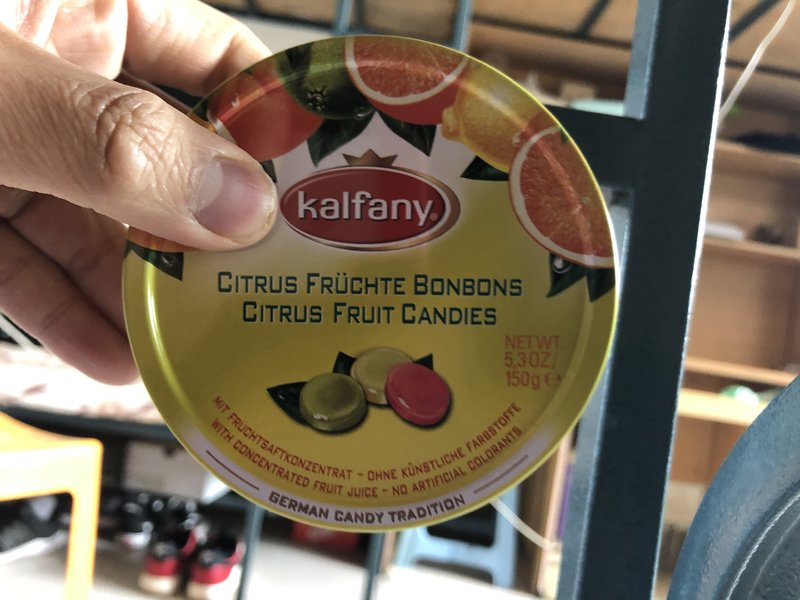 kalfany®
CITRUS FRÜCHTE BONBONS
CITRUS FRUIT CANDIES
NET WT.
5,3 OZ/
150g ℮
MIT FRUCHTSAFTKONZENTRAT – OHNE KÜNSTLICHE FARBSTOFFE
WITH CONCENTRATED FRUIT JUICE – NO ARTIFICIAL COLORANTS
GERMAN CANDY TRADITION